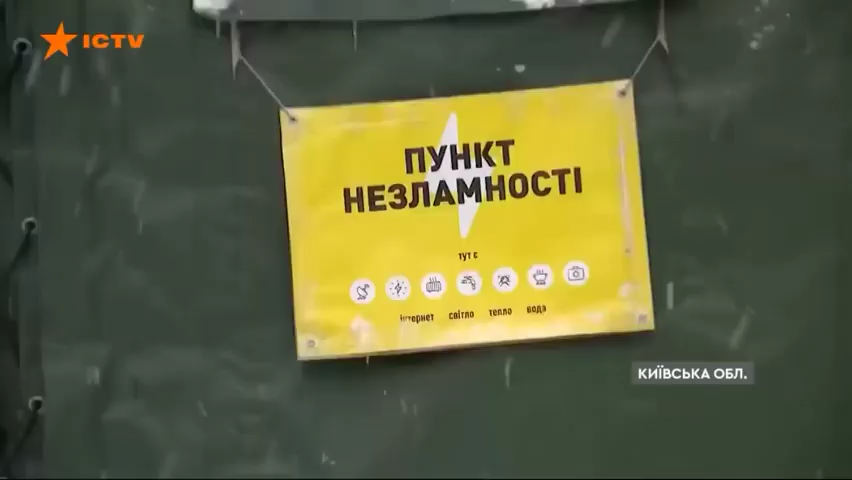 ICTV
ПУНКТ
НЕЗЛАМНОСТІ
тут є
інтернет світло тепло вода
КИЇВСЬКА ОБЛ.